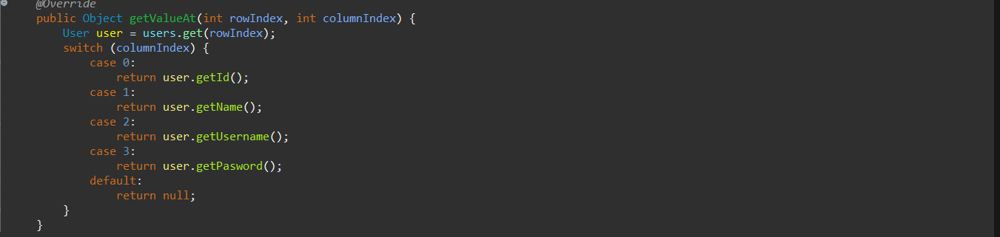 @Override
public Object getValueAt(int rowIndex, int columnIndex) {
User user = users.get(rowIndex);
switch (columnIndex) {
case 0:
return user.getId();
case 1:
return user.getName();
case 2:
return user.getUsername();
case 3:
return user.getPasword();
default:
return null;
}
}